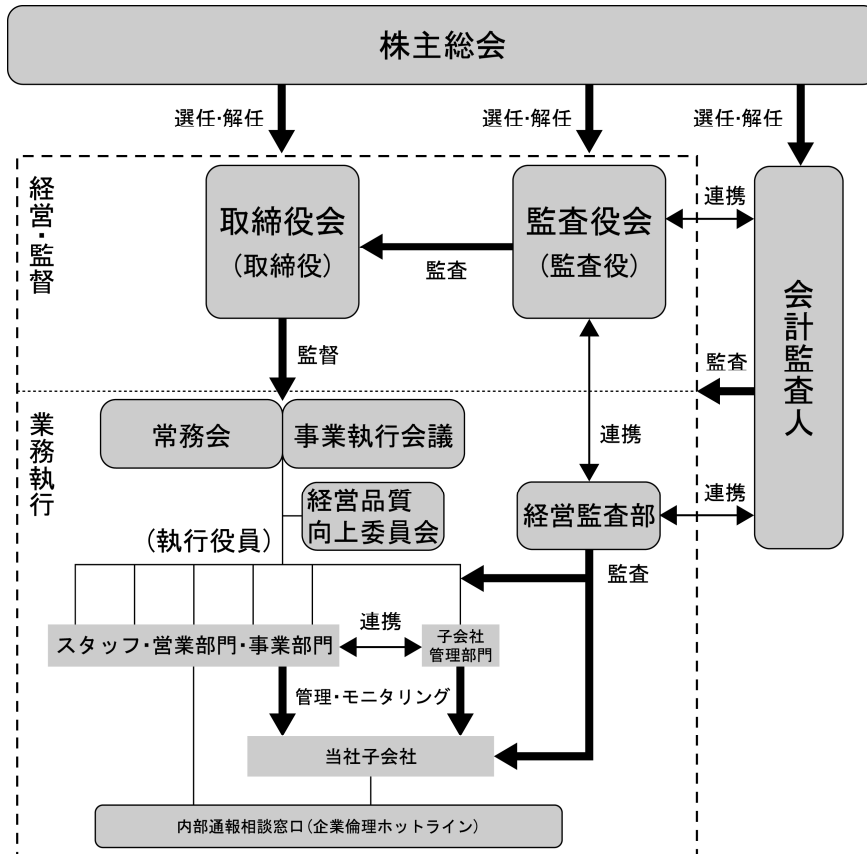 株主総会
選任・解任
選任・解任
選任・解任
経営・監督
取締役会
(取締役)
監査役会
(監査役)
連携
監査
会計監査人
監督
監査
業務執行
常務会
事業執行会議
連携
経営品質
向上委員会
経営監査部
連携
(執行役員)
監査
スタッフ・営業部門・事業部門
連携
子会社
管理部門
管理・モニタリング
当社子会社
内部通報相談窓口(企業倫理ホットライン)